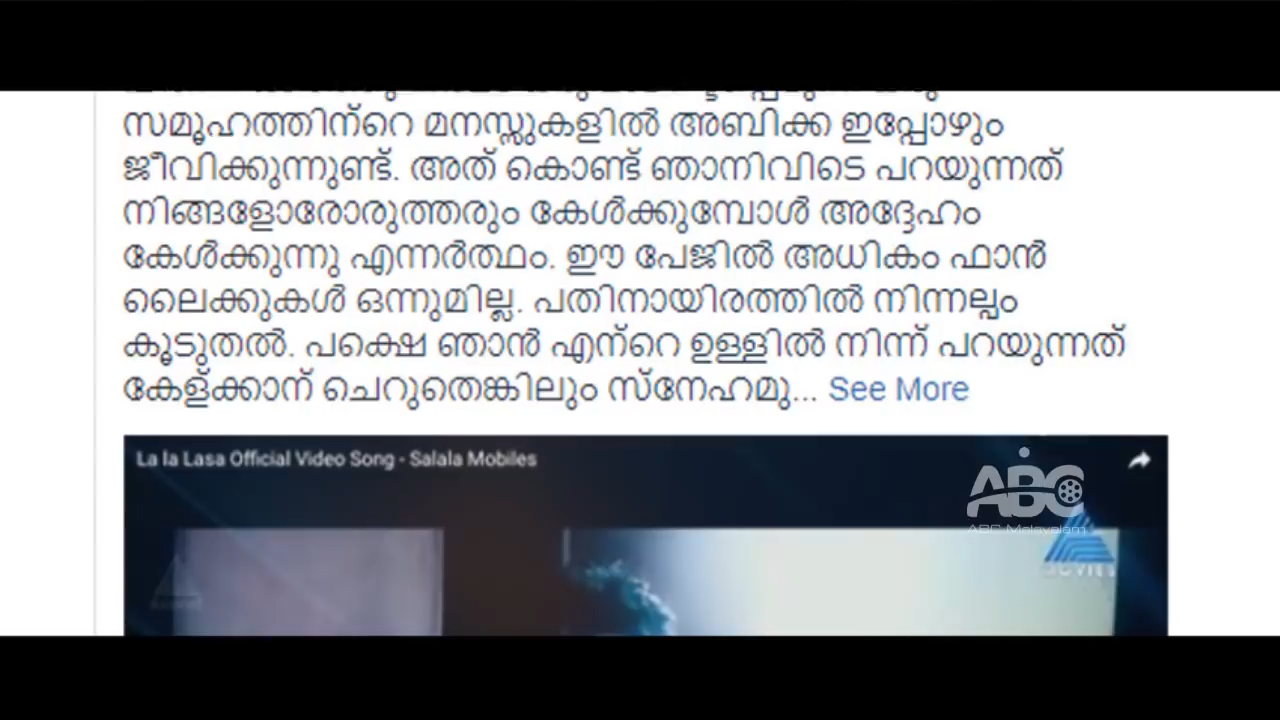 സമൂഹത്തിന്റെ മനസ്സുകളിൽ അബിക്ക ഇപ്പോഴും
ജീവിക്കുന്നുണ്ട്. അത് കൊണ്ട് ഞാനിവിടെ പറയുന്നത്
നിങ്ങളോരോരുത്തരും കേൾക്കുമ്പോൾ അദ്ദേഹം
കേൾക്കുന്നു എന്നർത്ഥം. ഈ പേജിൽ അധികം ഫാൻ
ലൈക്കുകൾ ഒന്നുമില്ല. പതിനായിരത്തിൽ നിന്നല്പം
കൂടുതൽ. പക്ഷെ ഞാൻ എന്റെ ഉള്ളിൽ നിന്ന് പറയുന്നത്
കേള്ക്കാന് ചെറുതെങ്കിലും സ്നേഹമു... See More
La la Lasa Official Video Song - Salala Mobiles
ABC
ABC Malayalam